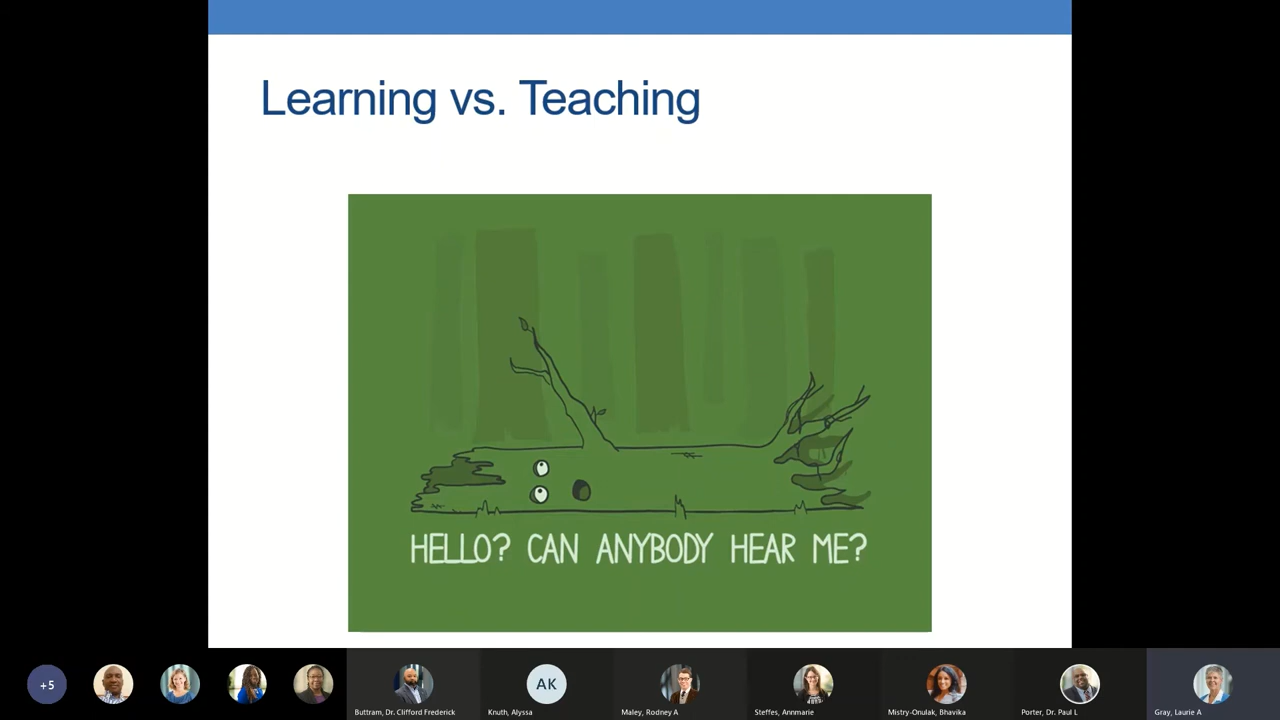 Learning vs. Teaching
HELLO? CAN ANYBODY HEAR ME?
+5
Buttram, Dr. Clifford Frederick
AK
Knuth, Alyssa
Maley, Rodney A
Steffes, Annmarie
Mistry-Onulak, Bhavika
Porter, Dr. Paul L
Gray, Laurie A